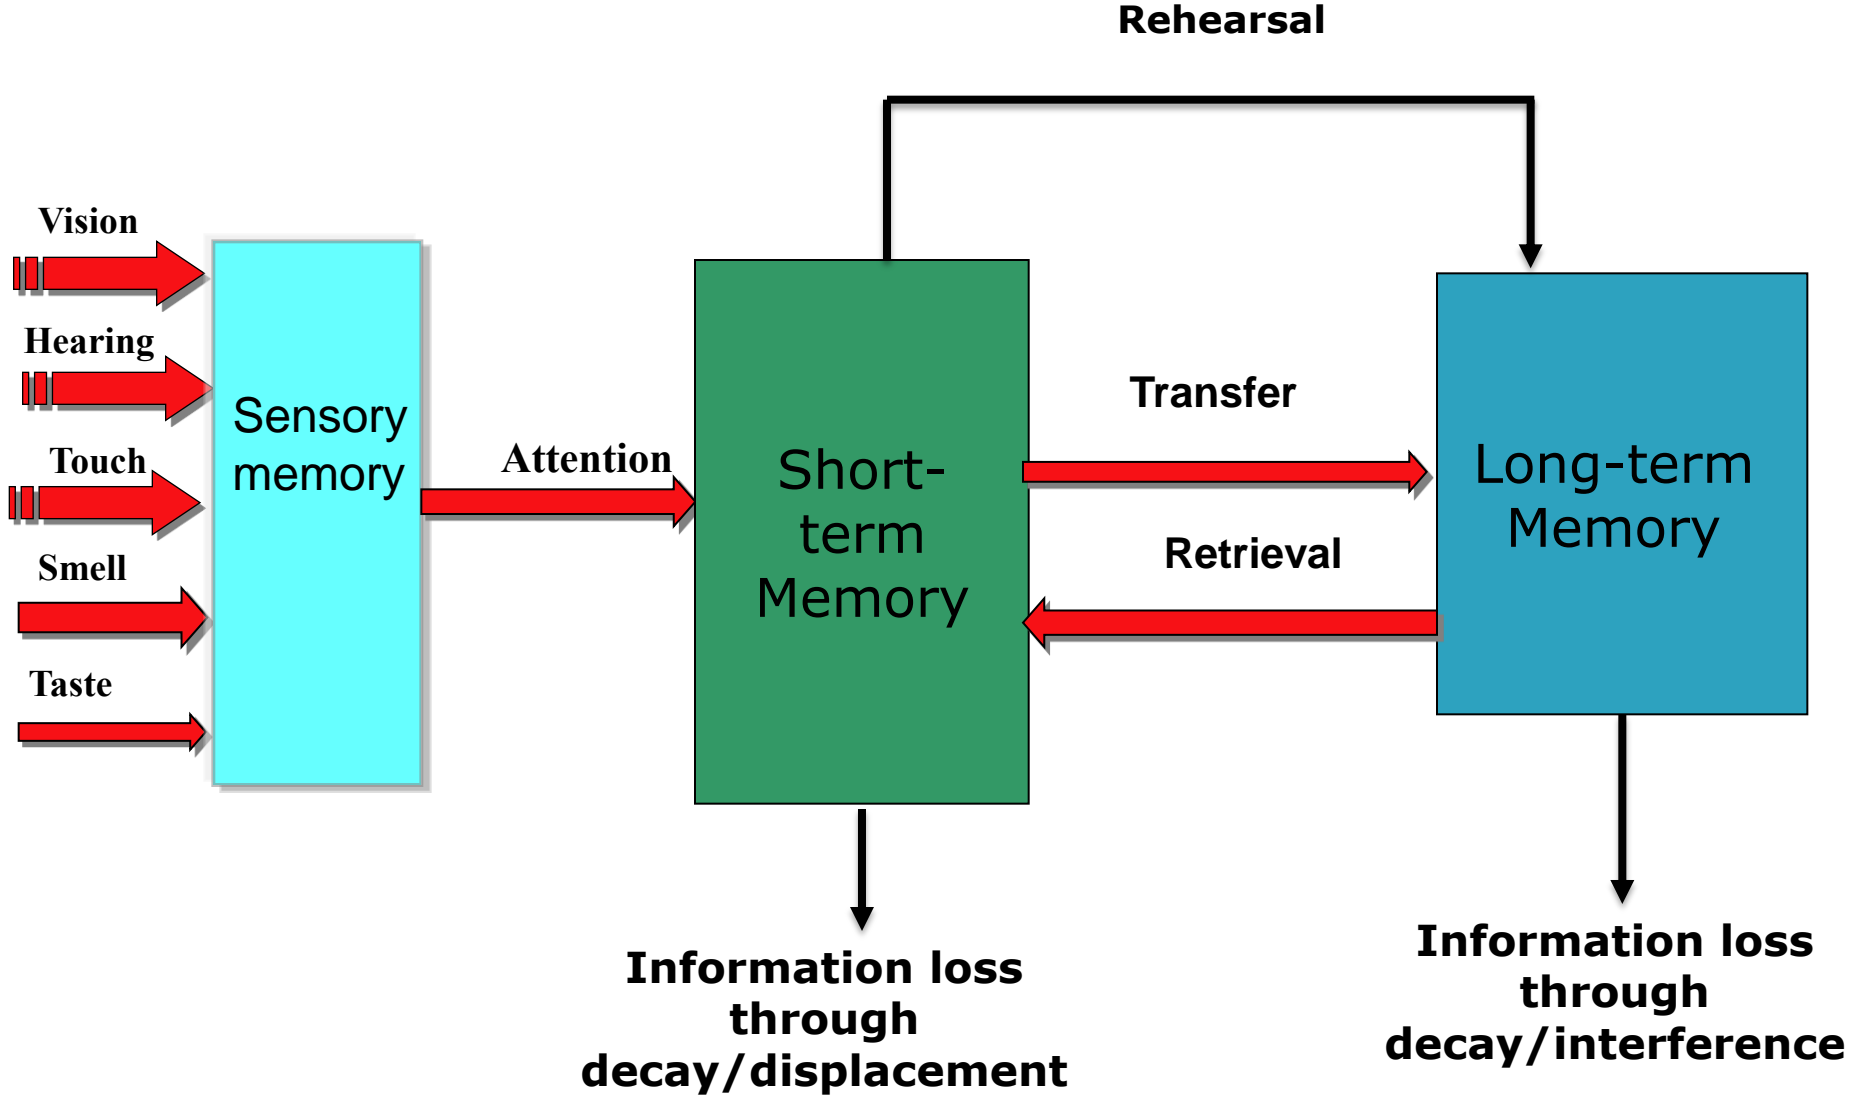 Rehearsal
Vision
Hearing
Touch
Smell
Taste
Sensory
memory
Attention
Short-
term
Memory
Transfer
Retrieval
Long-term
Memory
Information loss
through
decay/displacement
Information loss
through
decay/interference